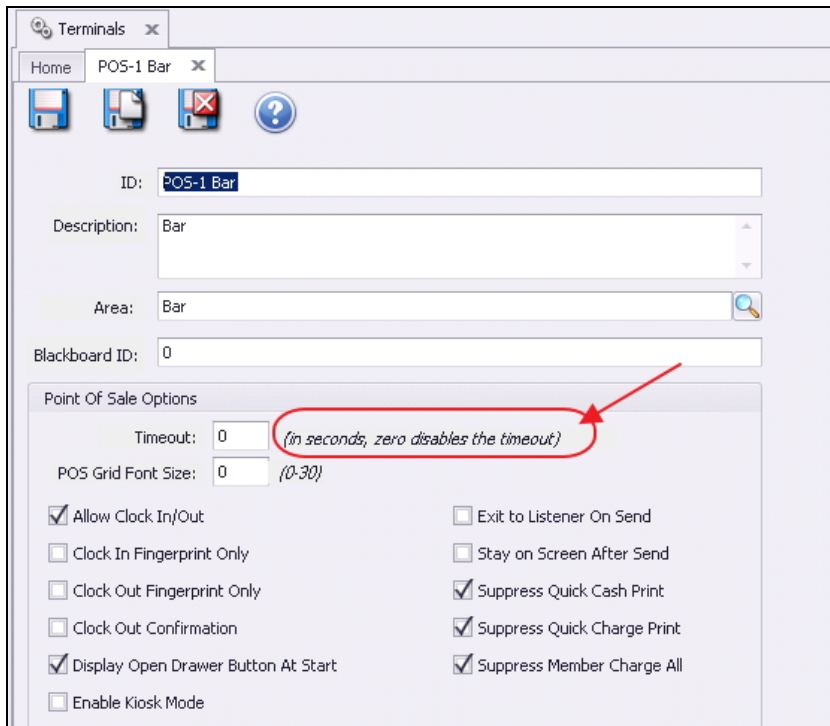 Terminals
Home POS-1 Bar
ID: POS-1 Bar
Description: Bar
Area: Bar
Blackboard ID: 0
Point Of Sale Options
Timeout: 0 (in seconds, zero disables the timeout)
POS Grid Font Size: 0 (0-30)
Allow Clock In/Out Exit to Listener On Send
Clock In Fingerprint Only Stay on Screen After Send
Clock Out Fingerprint Only Suppress Quick Cash Print
Clock Out Confirmation Suppress Quick Charge Print
Display Open Drawer Button At Start Suppress Member Charge All
Enable Kiosk Mode